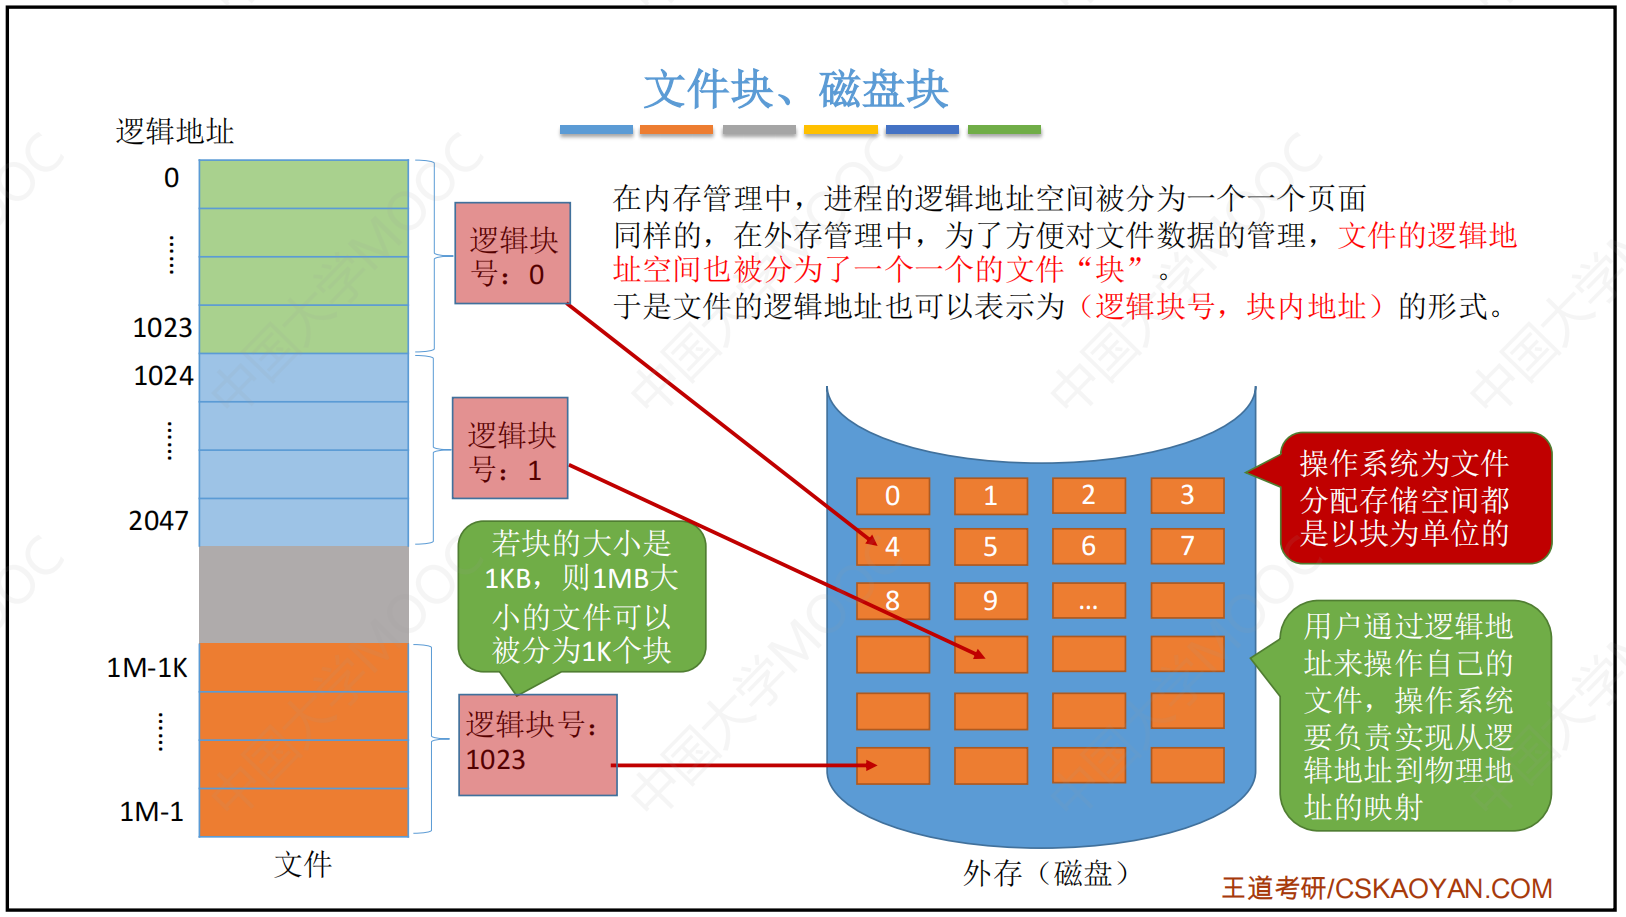 文件块、磁盘块
逻辑地址
0
……
1023
1024
……
2047
1M-1K
……
1M-1
文件
逻辑块
号：0
逻辑块
号：1
若块的大小是
1KB，则1MB大
小的文件可以
被分为1K个块
逻辑块号：
1023
在内存管理中，进程的逻辑地址空间被分为一个一个页面
同样的，在外存管理中，为了方便对文件数据的管理，文件的逻辑地
址空间也被分为了一个一个的文件“块”。
于是文件的逻辑地址也可以表示为（逻辑块号，块内地址）的形式。
0 1 2 3
4 5 6 7
8 9 …
外存（磁盘）
操作系统为文件
分配存储空间都
是以块为单位的
用户通过逻辑地
址来操作自己的
文件，操作系统
要负责实现从逻
辑地址到物理地
址的映射
王道考研/CSKAOYAN.COM
中国大学MOOC